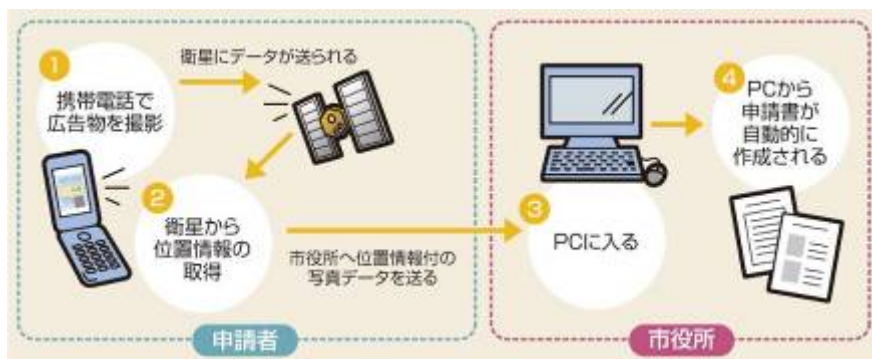 1
携帯電話で
広告物を撮影
衛星にデータが送られる
2
衛星から
位置情報の
取得
市役所へ位置情報付の
写真データを送る
3
PCに入る
4
PCから
申請書が
自動的に
作成される
申請者
市役所